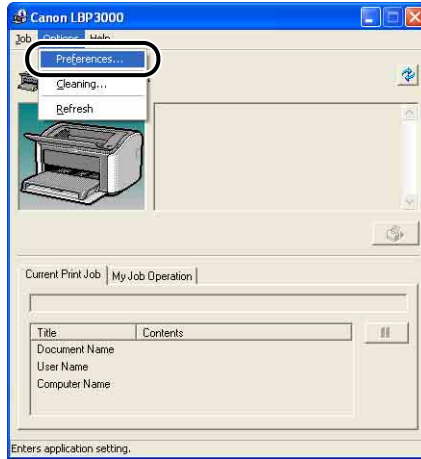 Canon LBP3000
Job Options Help
Preferences...
Cleaning...
Refresh
Current Print Job My Job Operation
Title Contents
Document Name
User Name
Computer Name
Enters application setting.